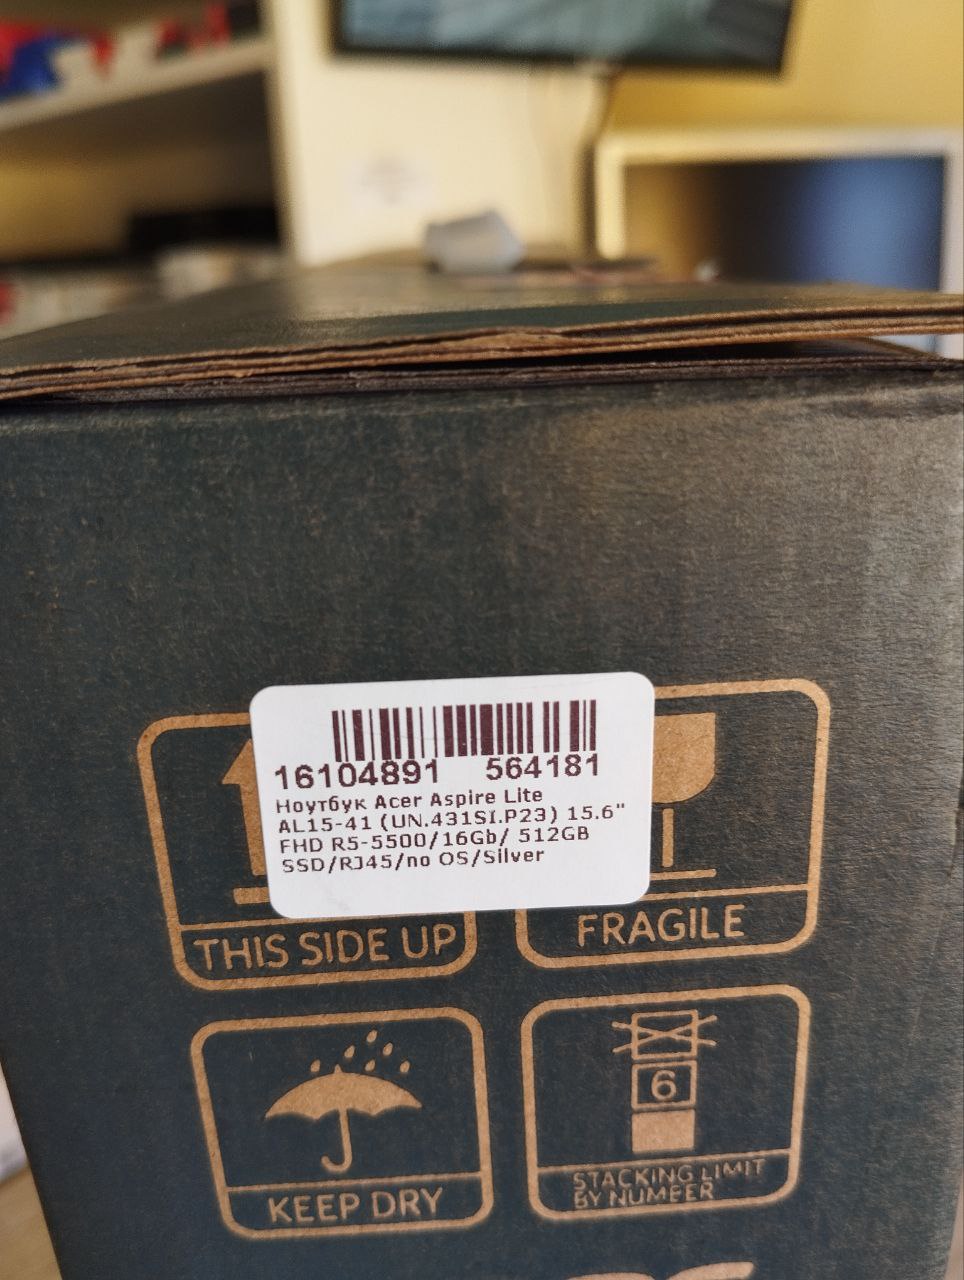 16104891 564181
Ноутбук Acer Aspire Lite
AL15-41 (UN.431SI.P23) 15.6"
FHD R5-5500/16Gb/ 512GB
SSD/RJ45/no OS/Silver
THIS SIDE UP
FRAGILE
6
KEEP DRY
STACKING LIMIT
BY NUMBER